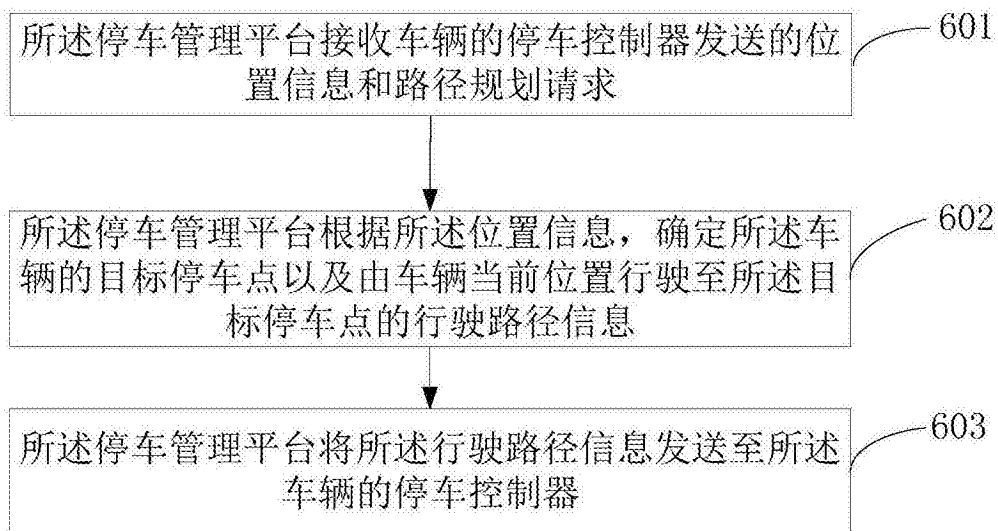 所述停车管理平台接收车辆的停车控制器发送的位
置信息和路径规划请求
601
所述停车管理平台根据所述位置信息，确定所述车
辆的目标停车点以及由车辆当前位置行驶至所述目
标停车点的行驶路径信息
602
所述停车管理平台将所述行驶路径信息发送至所述
车辆的停车控制器
603